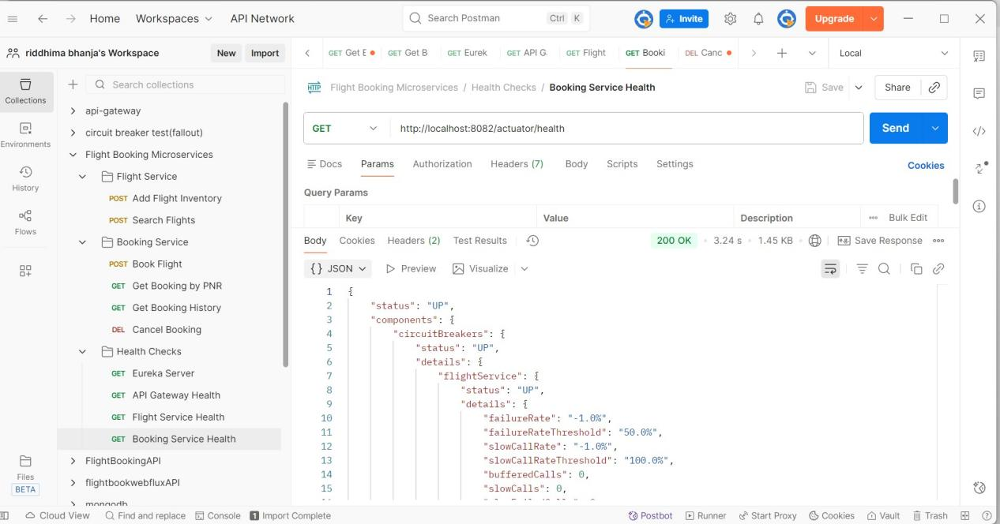 Home Workspaces API Network Search Postman Ctrl K Invite Upgrade
riddhima bhanja's Workspace New Import
GET Get B GET Eurek GET API G. GET Flight GET Booki DEL Canc Local
Collections
Environments
History
Flows
Files
BETA
Search collections
api-gateway
circuit breaker test(fallout)
Flight Booking Microservices
Flight Service
POST Add Flight Inventory
POST Search Flights
Booking Service
POST Book Flight
GET Get Booking by PNR
GET Get Booking History
DEL Cancel Booking
Health Checks
GET Eureka Server
GET API Gateway Health
GET Flight Service Health
GET Booking Service Health
FlightBookingAPI
flightbookwebfluxAPI
mongodb
HTTP Flight Booking Microservices / Health Checks / Booking Service Health Save Share
GET http://localhost:8082/actuator/health Send
Docs Params Authorization Headers (7) Body Scripts Settings Cookies
Query Params
Key Value Description Bulk Edit
Body Cookies Headers (2) Test Results 200 OK • 3.24 s • 1.45 KB • e.g. Save Response
{} JSON Preview Visualize
1 {
2 "status": "UP",
3 "components": {
4 "circuitBreakers": {
5 "status": "UP",
6 "details": {
7 "flightService": {
8 "status": "UP",
9 "details": {
10 "failureRate": "-1.0%",
11 "failureRateThreshold": "50.0%",
12 "slowCallRate": "-1.0%",
13 "slowCallRateThreshold": "100.0%",
14 "bufferedCalls": 0,
15 "slowCalls": 0,
Cloud View Find and replace Console 1 Import Complete Postbot Runner Start Proxy Cookies Vault Trash